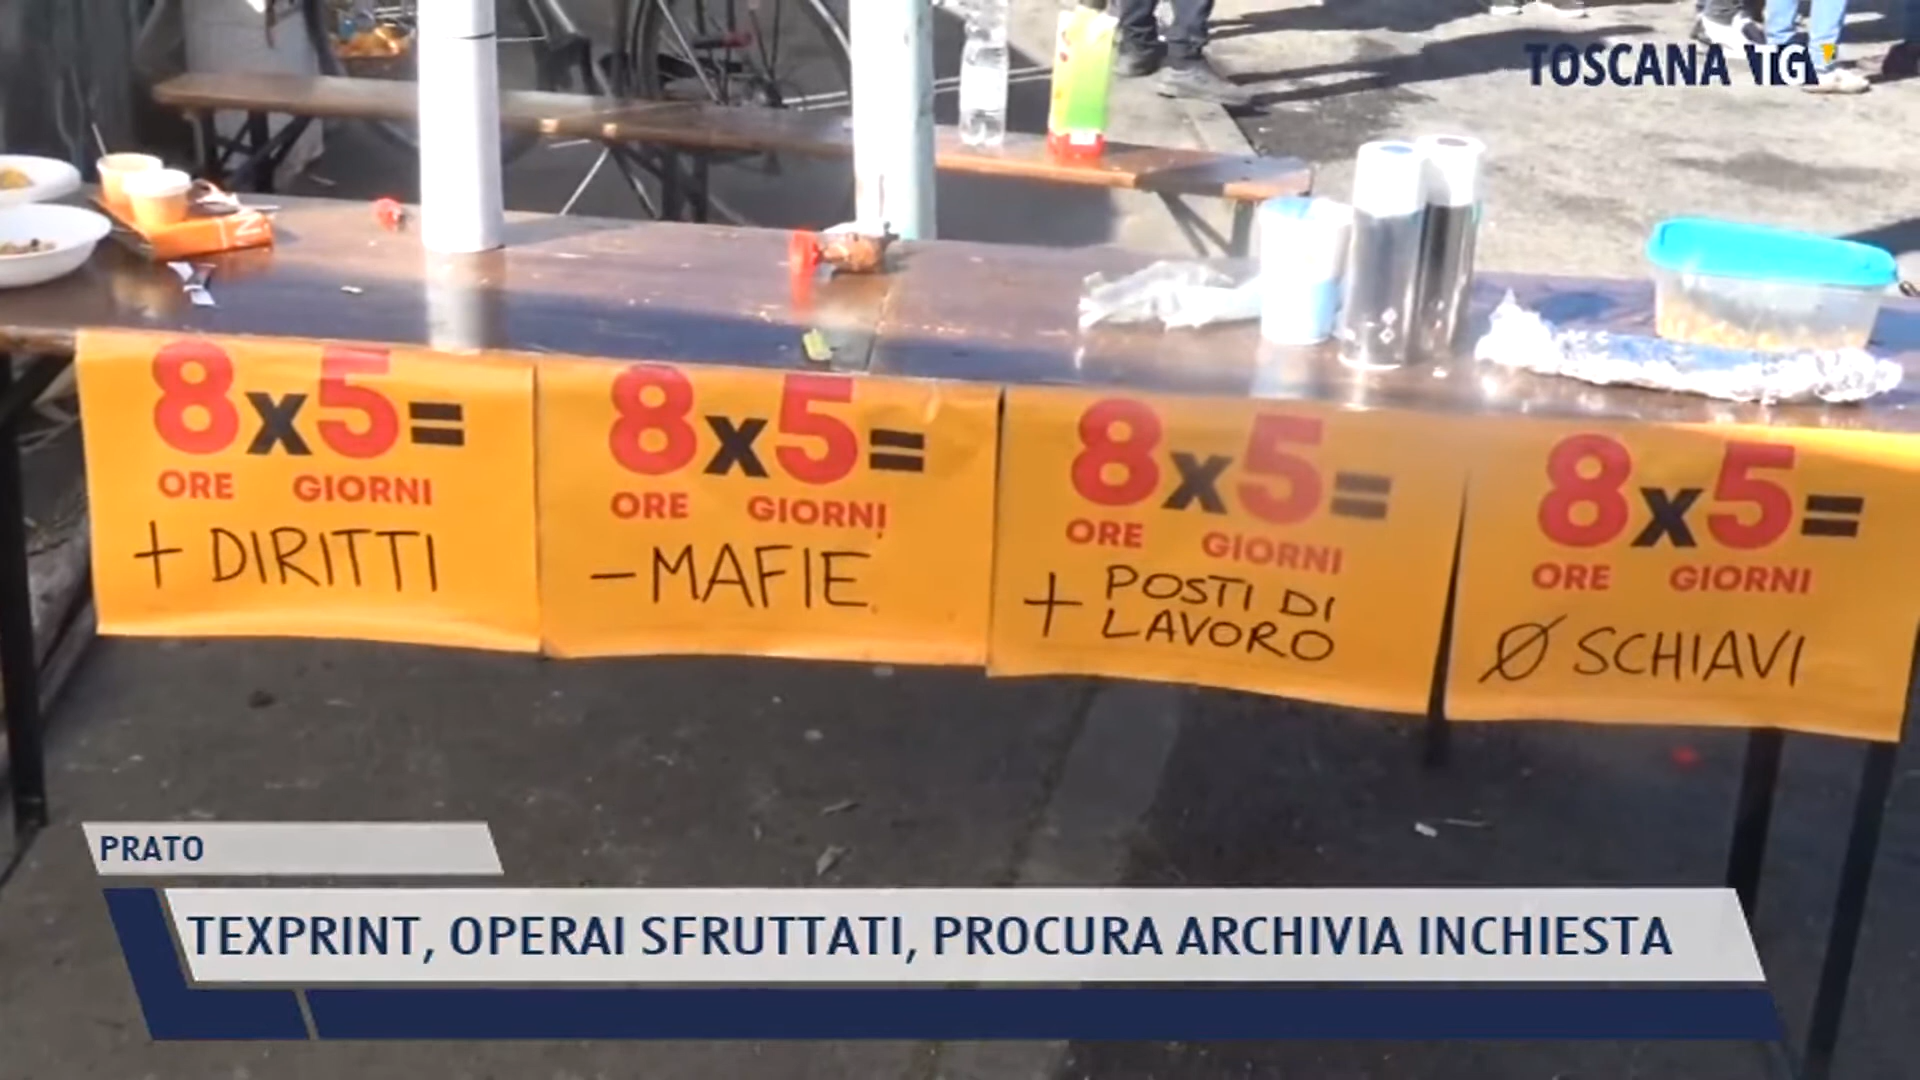 TOSCANA TG
8x5=
ORE GIORNI
+ DIRITTI
8x5=
ORE GIORNI
- MAFIE
8x5=
ORE GIORNI
+ POSTI DI
LAVORO
8x5=
ORE GIORNI
Ø SCHIAVI
PRATO
TEXPRINT, OPERAI SFRUTTATI, PROCURA ARCHIVIA INCHIESTA